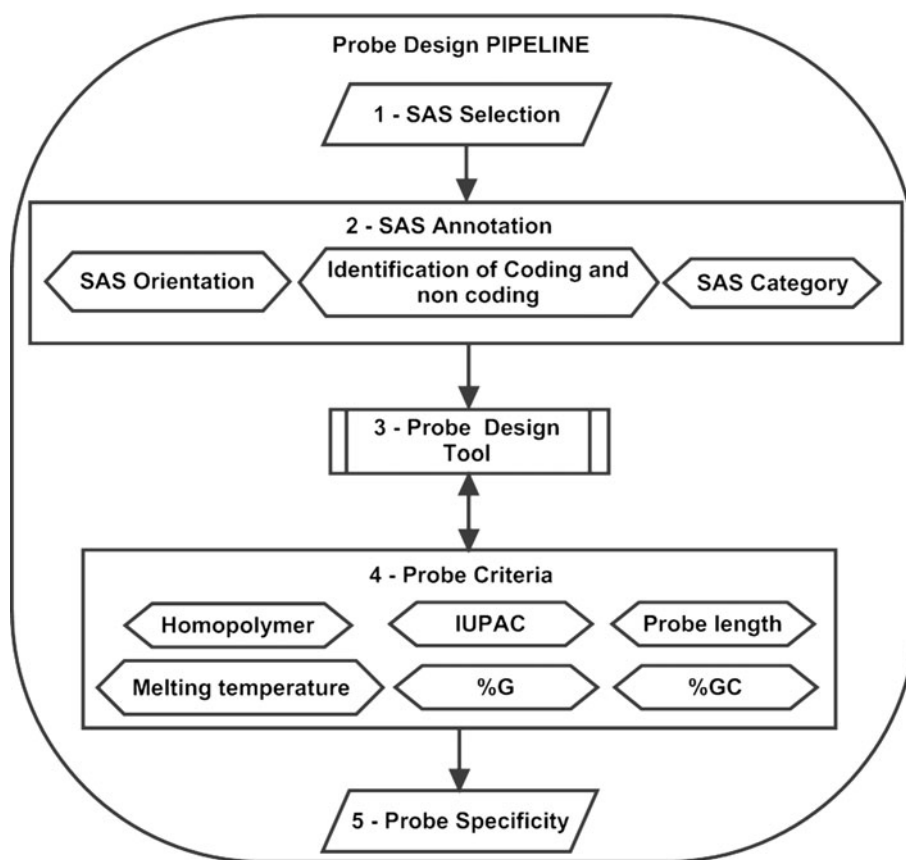 Probe Design PIPELINE
1 - SAS Selection
2 - SAS Annotation
SAS Orientation
Identification of Coding and
non coding
SAS Category
3 - Probe Design
Tool
4 - Probe Criteria
Homopolymer
IUPAC
Probe length
Melting temperature
%G
%GC
5 - Probe Specificity